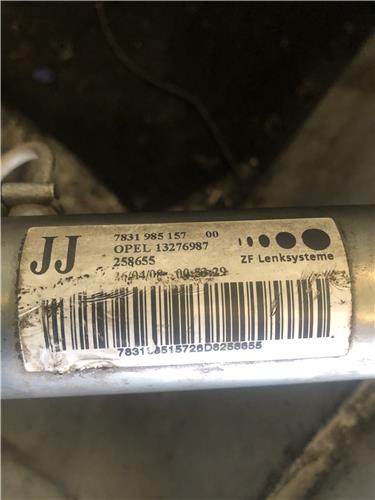 JJ
7831 985 157 00
OPEL 13276987
258655
ZF Lenksysteme